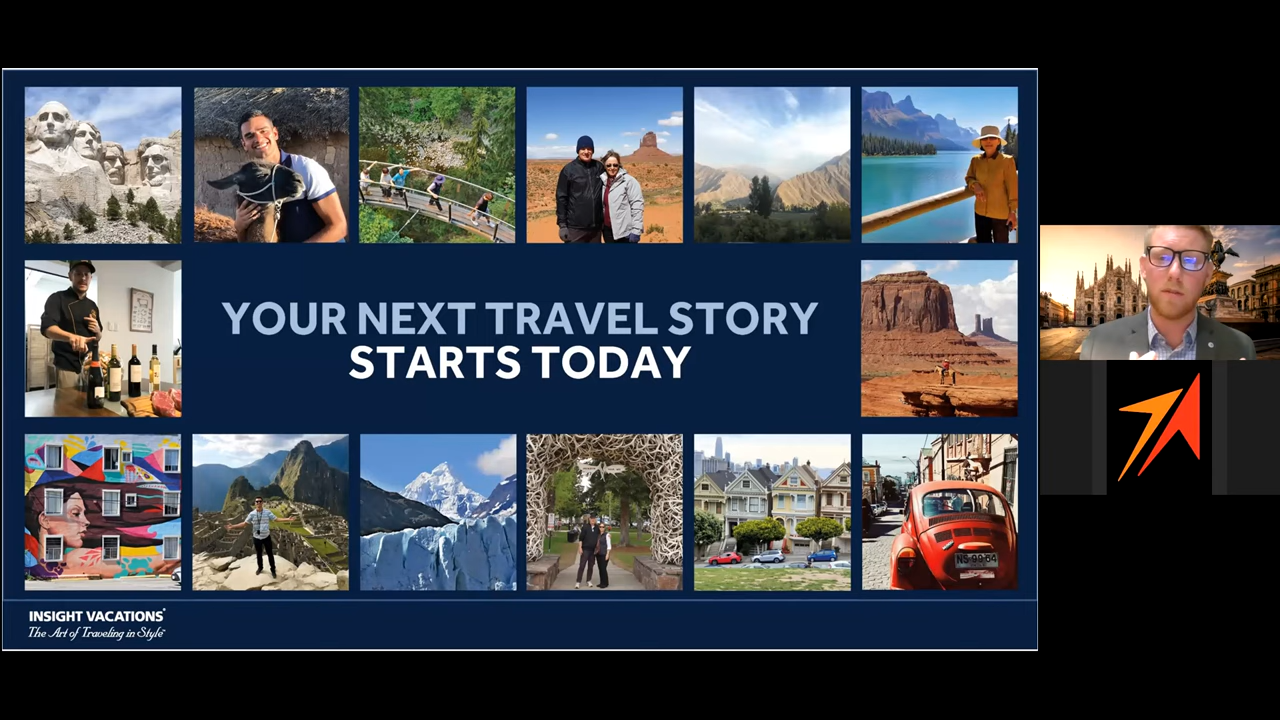 YOUR NEXT TRAVEL STORY
STARTS TODAY
INSIGHT VACATIONS
The Art of Traveling in Style